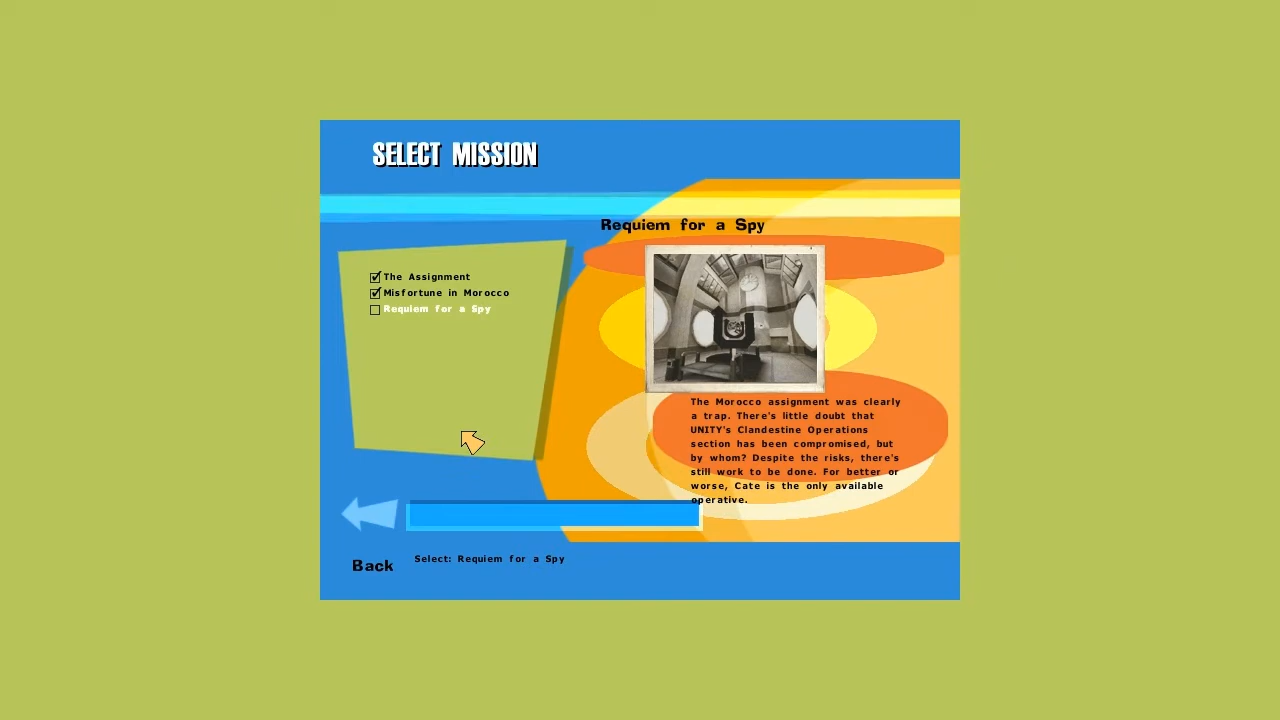 SELECT MISSION
Requiem for a Spy
The Assignment
Misfortune in Morocco
Requiem for a Spy
The Morocco assignment was clearly
a trap. There's little doubt that
UNITY's Clandestine Operations
section has been compromised, but
by whom? Despite the risks, there's
still work to be done. For better or
worse, Cate is the only available
operative.
Back
Select: Requiem for a Spy